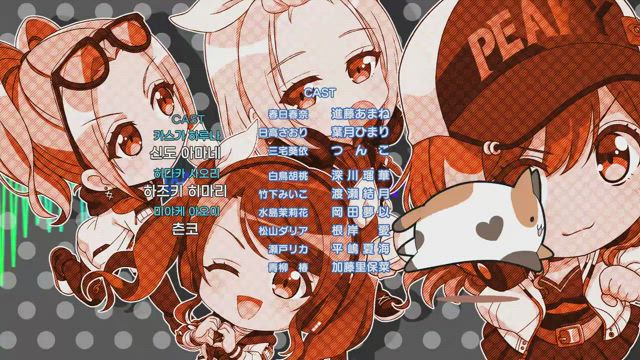 PEAKY
CAST
카스가 하루나
신도 아마네
히다카 사오리
하즈키 히마리
미야케 아오이
츤코
CAST
春日春奈 進藤あまね
日高さおり 葉月ひまり
三宅葵依 つんこ
白鳥胡桃 深川瑠華
竹下みいこ 渡瀬結月
水島茉莉花 岡田夢以
松山ダリア 根岸愛
瀬戸リカ 平嶋夏海
青柳椿 加藤里保菜